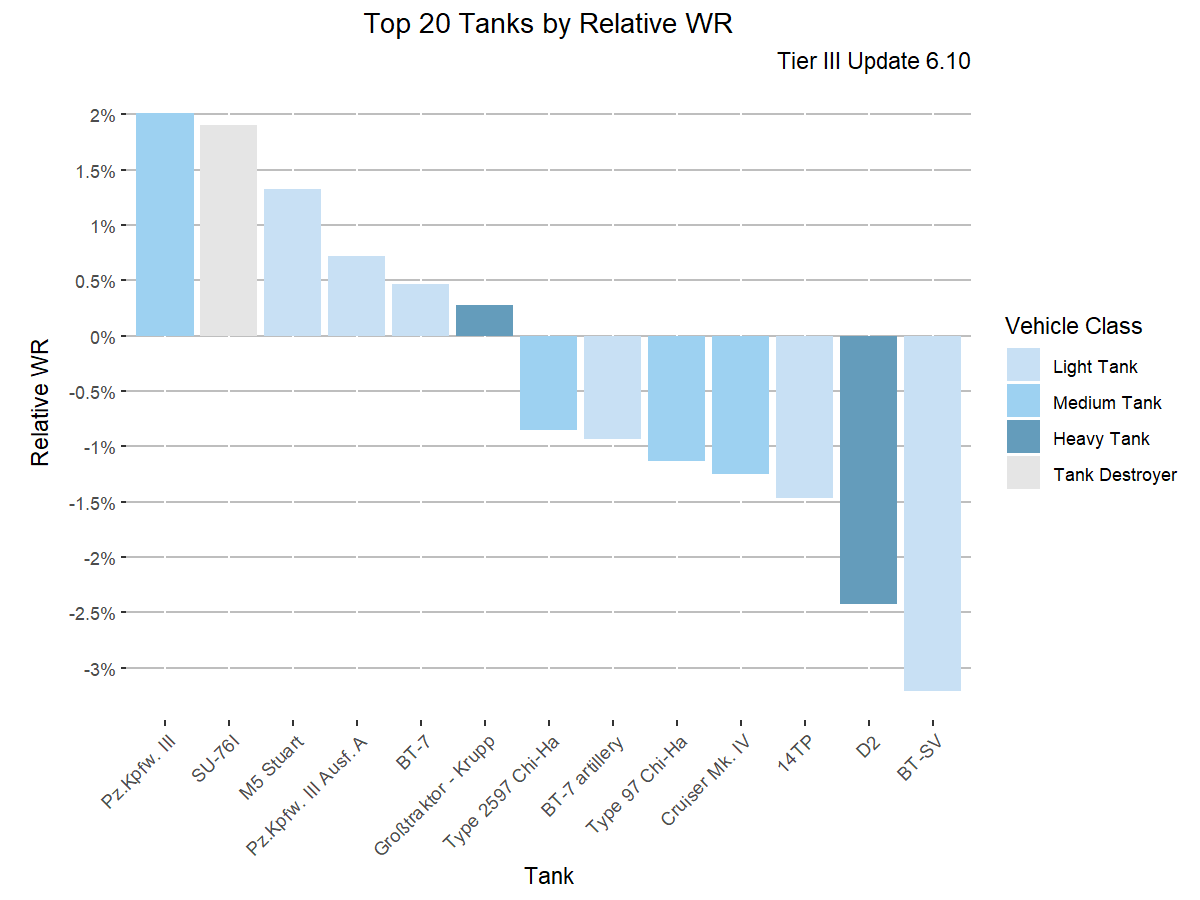 Top 20 Tanks by Relative WR
Tier III Update 6.10
2%
1.5%
1%
0.5%
0%
-0.5%
-1%
-1.5%
-2%
-2.5%
-3%
Relative WR
Pz.Kpfw. III
SU-76I
M5 Stuart
Pz.Kpfw. III Ausf. A
BT-7
Großtraktor - Krupp
Type 2597 Chi-Ha
BT-7 artillery
Type 97 Chi-Ha
Cruiser Mk. IV
14TP
D2
BT-SV
Tank
Vehicle Class
Light Tank
Medium Tank
Heavy Tank
Tank Destroyer